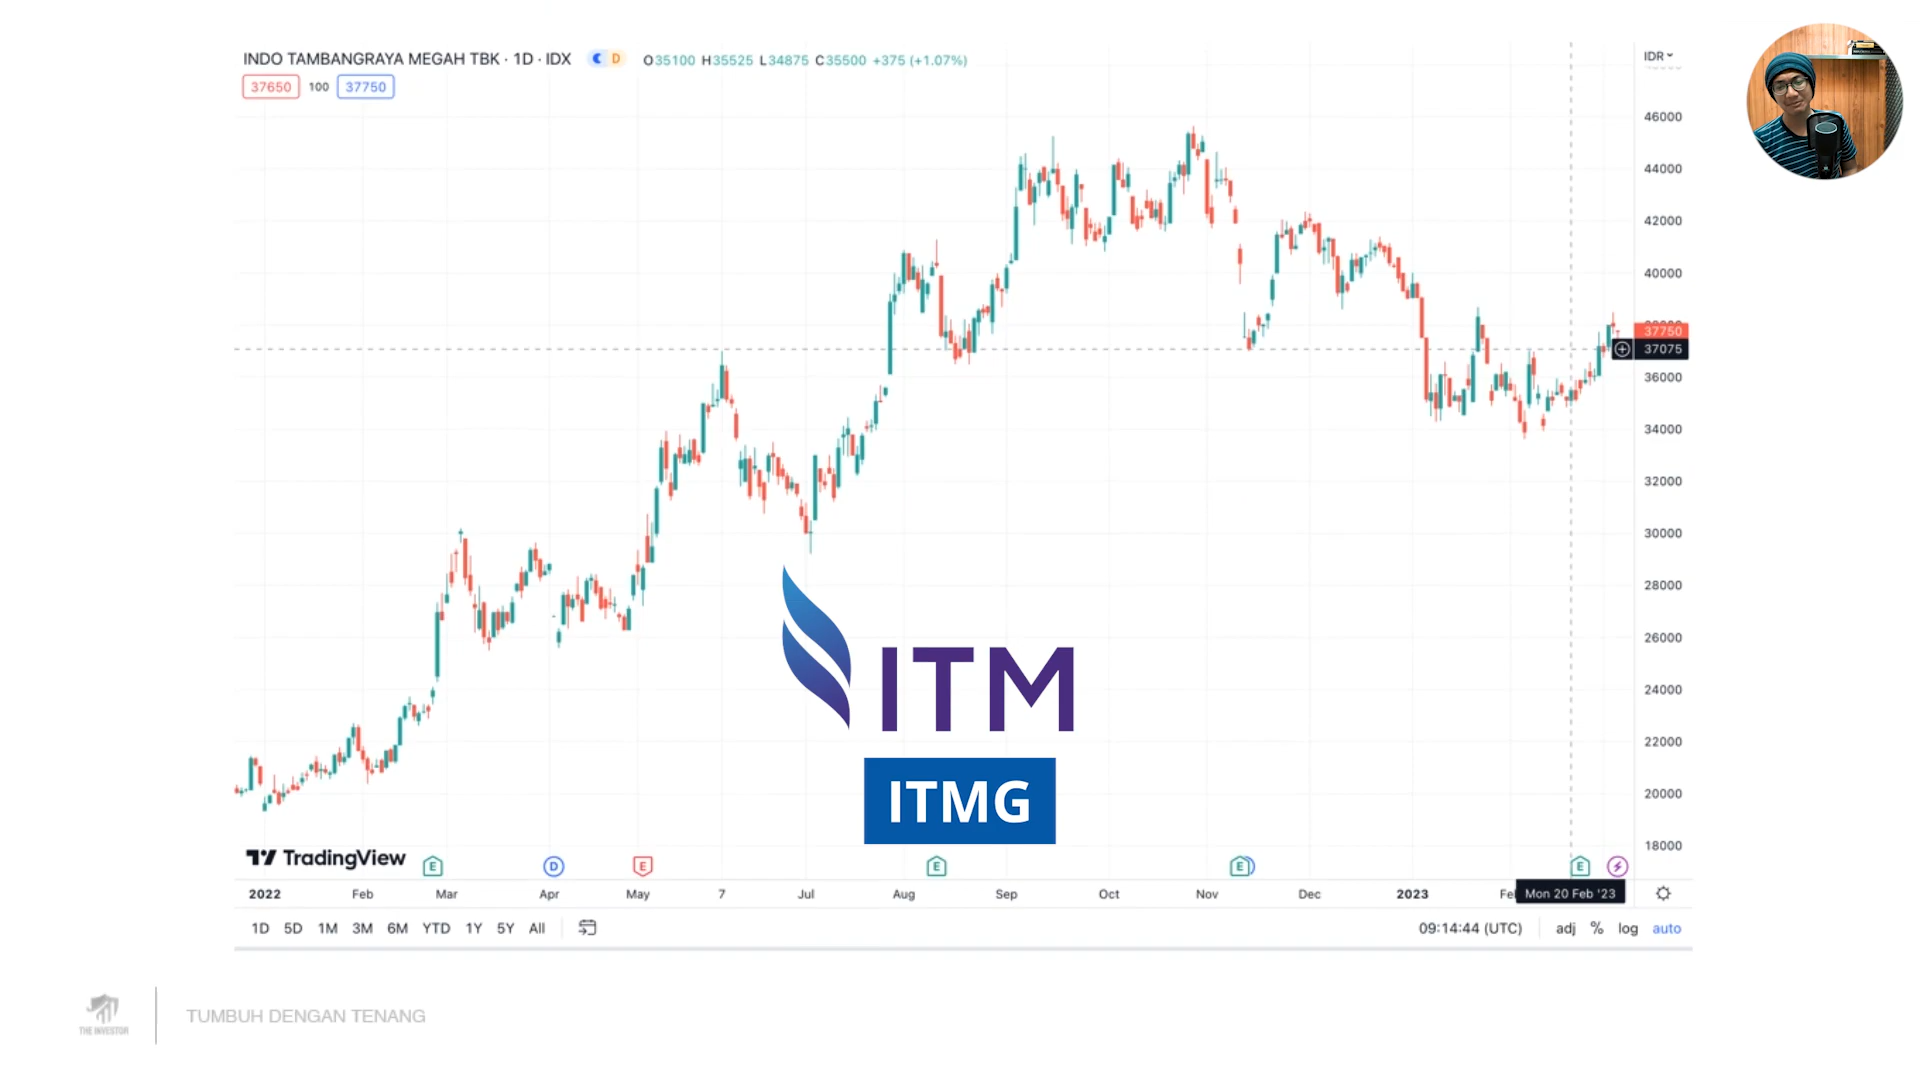 INDO TAMBANGRAYA MEGAH TBK · 1D · IDX D O35100 H35525 L34875 C35500 +375 (+1.07%)
IDR
37650 100 37750
46000
44000
42000
40000
37750
37075
36000
34000
32000
30000
28000
26000
24000
22000
20000
18000
ITM
ITMG
TradingView
E D E E E E
2022 Feb Mar Apr May 7 Jul Aug Sep Oct Nov Dec 2023 Mon 20 Feb '23
1D 5D 1M 3M 6M YTD 1Y 5Y All 09:14:44 (UTC) adj % log auto
THE INVESTOR
TUMBUH DENGAN TENANG